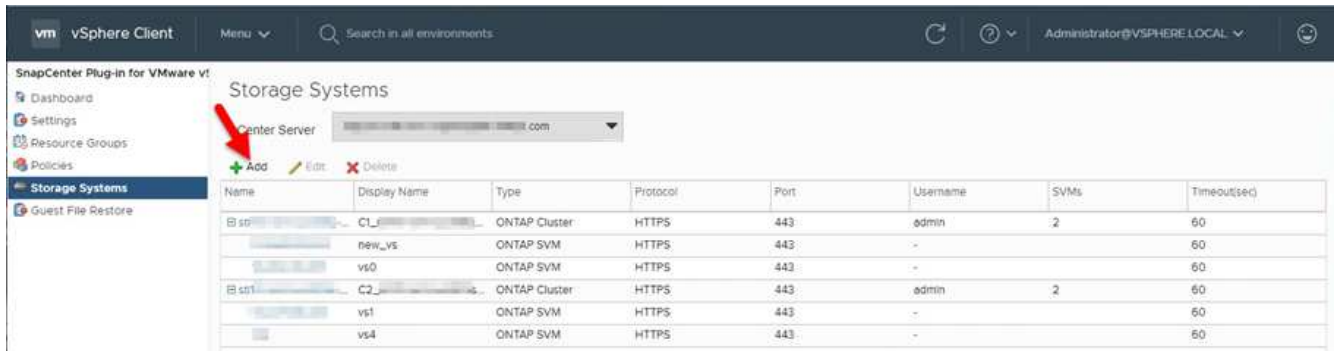 vm vSphere Client Menu Search in all environments Administrator@VSPHERE.LOCAL
SnapCenter Plug-in for VMware vS
Dashboard
Settings
Resource Groups
Policies
Storage Systems
Guest File Restore
Storage Systems
Center Server com
Add Edit Delete
Name Display Name Type Protocol Port Username SVMs Timeout(sec)
C1_ ONTAP Cluster HTTPS 443 admin 2 60
new_vs ONTAP SVM HTTPS 443 - 60
vs0 ONTAP SVM HTTPS 443 - 60
C2_ ONTAP Cluster HTTPS 443 admin 2 60
vs1 ONTAP SVM HTTPS 443 - 60
vs4 ONTAP SVM HTTPS 443 - 60